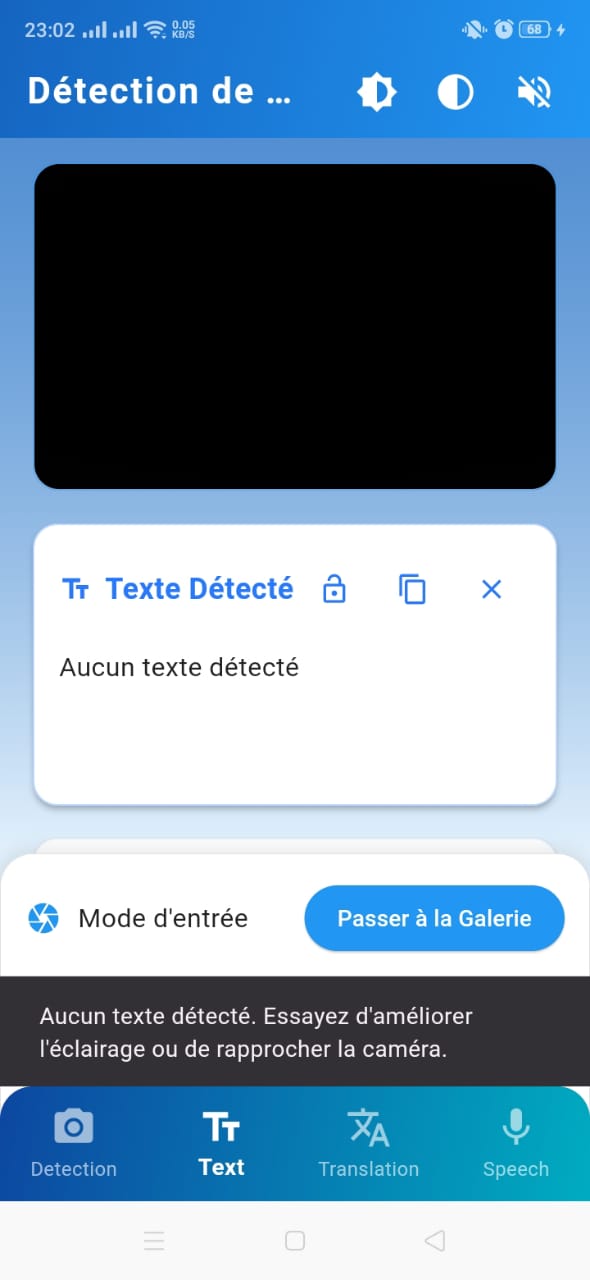 23:02 0.05 KB/S 68
Détection de ...
Texte Détecté
Aucun texte détecté
Mode d'entrée
Passer à la Galerie
Aucun texte détecté. Essayez d'améliorer
l'éclairage ou de rapprocher la caméra.
Detection Text Translation Speech